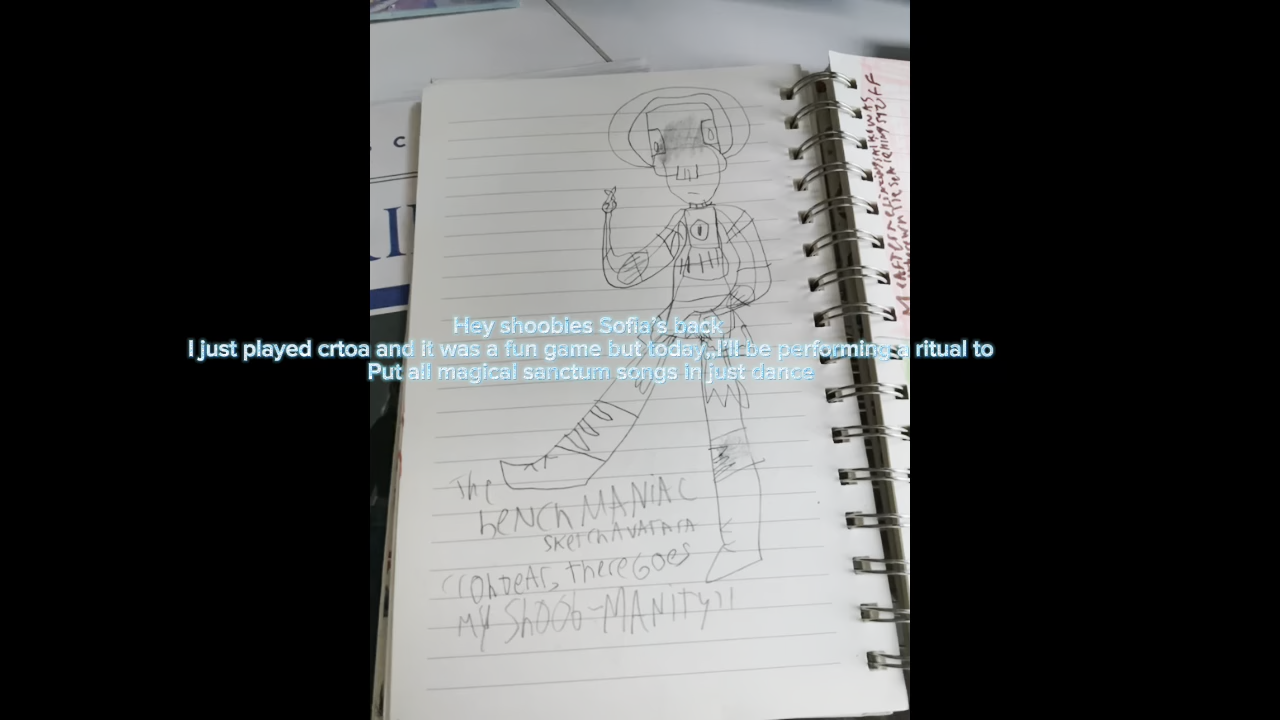 Hey shoobies Sofia's back
I just played crtoa and it was a fun game but today,,I'll be performing a ritual to
Put all magical sanctum songs in just dance
The
beNCh MANiAC
SKetCh AVATARA
((Oh DeAr, there Goes
My Shoob-MANity))
C